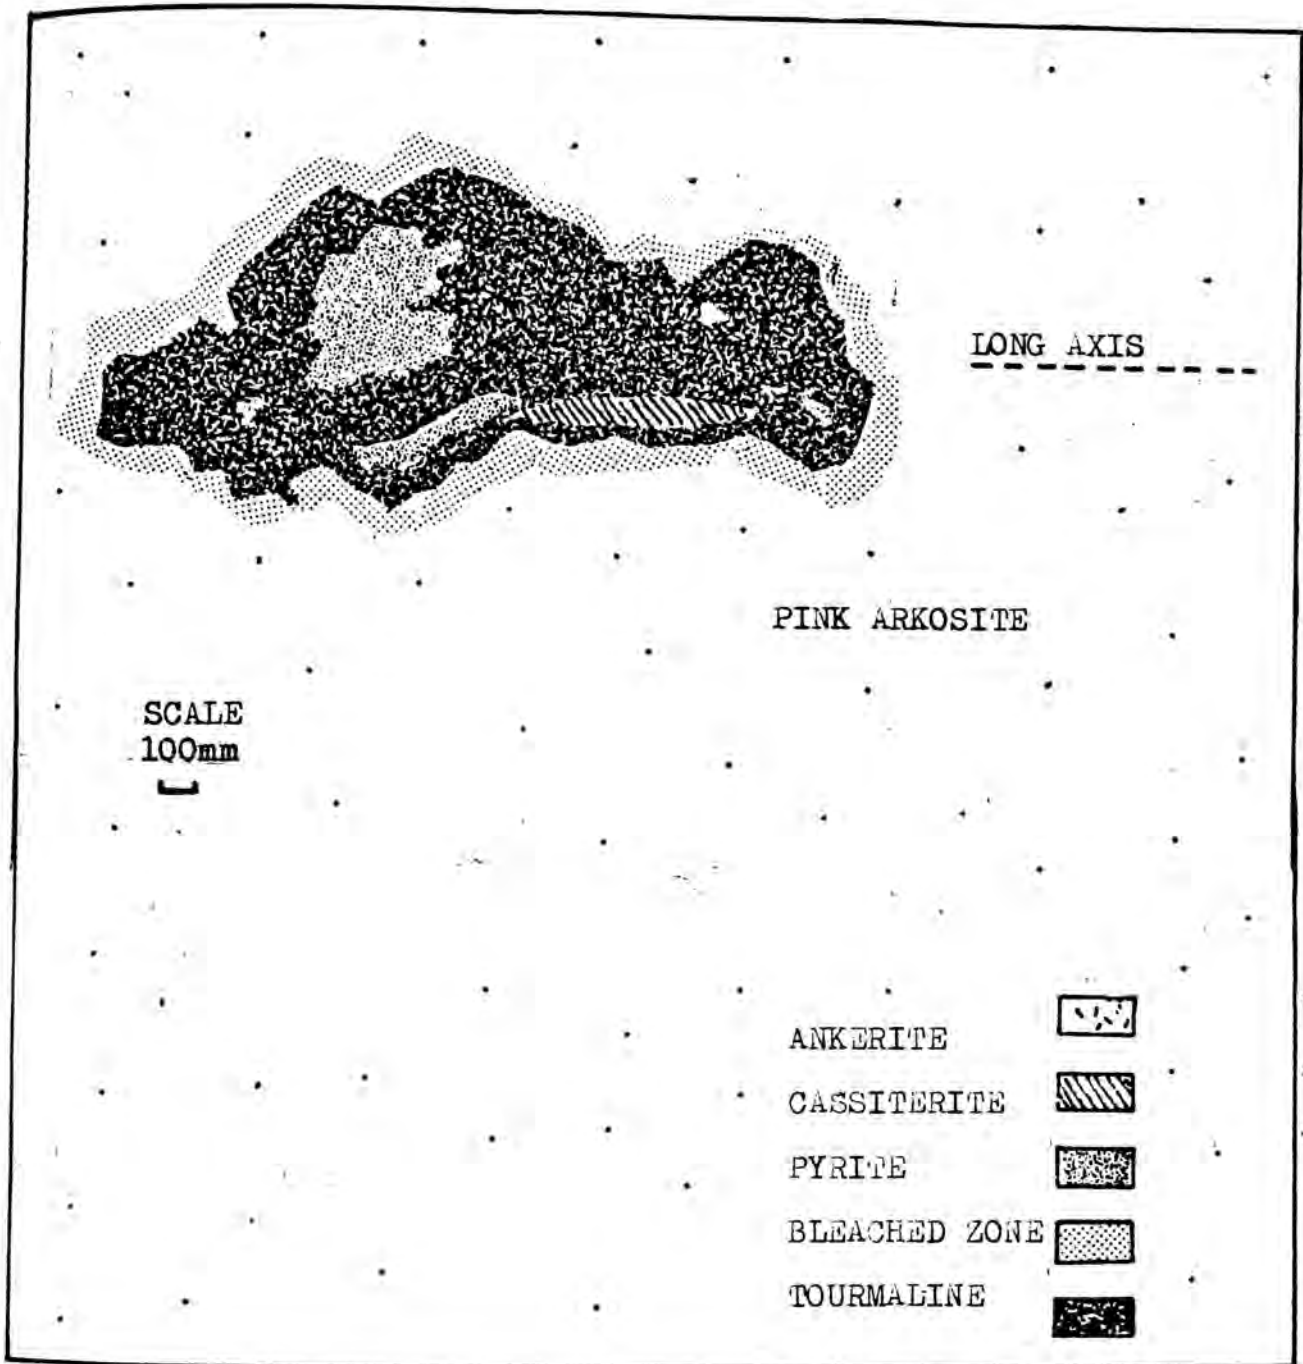 LONG AXIS
PINK ARKOSITE
SCALE
100mm
ANKERITE
CASSITERITE
PYRITE
BLEACHED ZONE
TOURMALINE